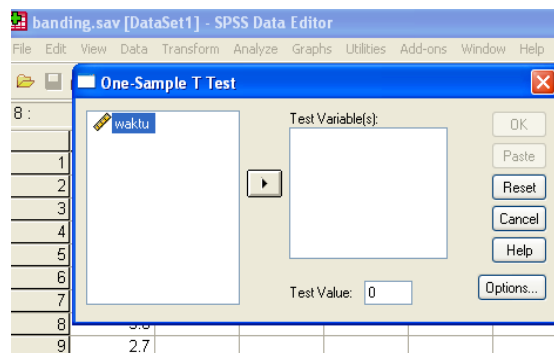 banding.sav [DataSet1] - SPSS Data Editor
File Edit View Data Transform Analyze Graphs Utilities Add-ons Window Help
One-Sample T Test
8 :
waktu
Test Variable(s):
OK
Paste
Reset
Cancel
Help
Options...
Test Value: 0
1
2
3
4
5
6
7
8
9 2.7